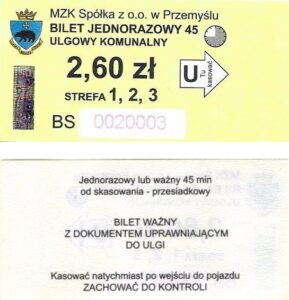 MZK Spółka z o.o. w Przemyślu
BILET JEDNORAZOWY 45
ULGOWY KOMUNALNY
2,60 zł
U Tu kasować
STREFA 1, 2, 3
BS 0020003
Jednorazowy lub ważny 45 min
od skasowania - przesiadkowy
BILET WAŻNY
Z DOKUMENTEM UPRAWNIAJĄCYM
DO ULGI
Kasować natychmiast po wejściu do pojazdu
ZACHOWAĆ DO KONTROLI